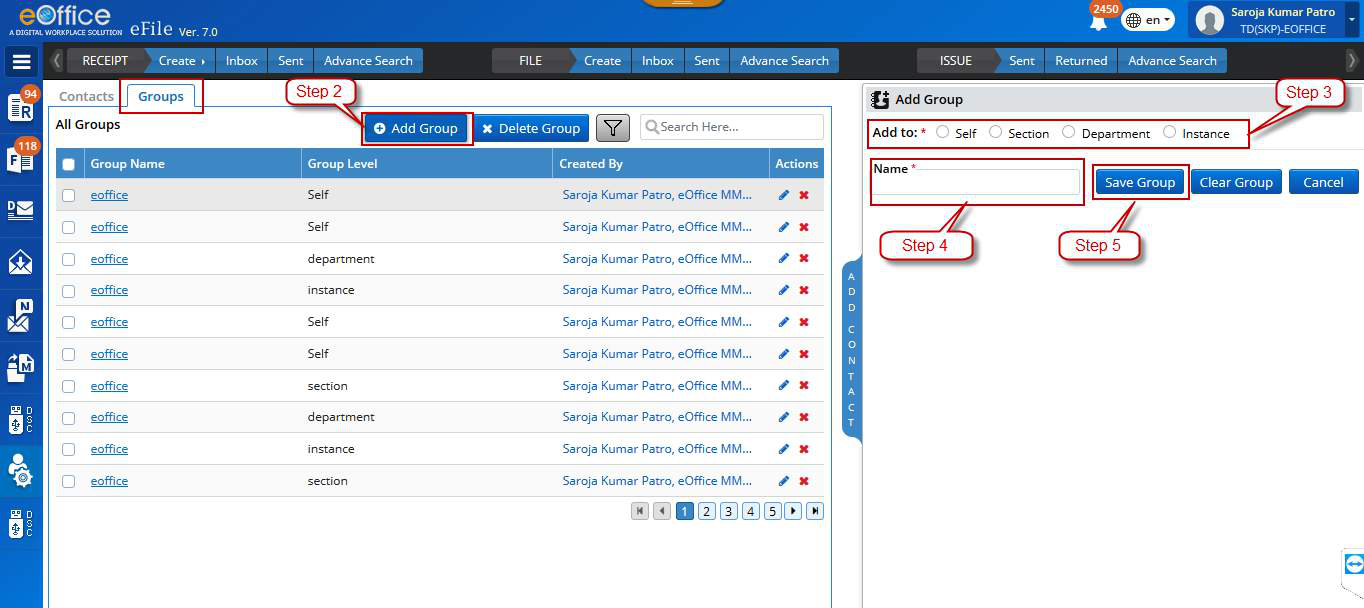 eOffice
A DIGITAL WORKPLACE SOLUTION
eFile Ver. 7.0
2450
en
Saroja Kumar Patro
TD(SKP)-EOFFICE
RECEIPT Create Inbox Sent Advance Search
FILE Create Inbox Sent Advance Search
ISSUE Sent Returned Advance Search
94
R
118
F
D
N
M
DSC
DSC
Contacts Groups
Step 2
All Groups
Add Group Delete Group Search Here...
Group Name Group Level Created By Actions
eoffice Self Saroja Kumar Patro, eOffice MM...
eoffice Self Saroja Kumar Patro, eOffice MM...
eoffice department Saroja Kumar Patro, eOffice MM...
eoffice instance Saroja Kumar Patro, eOffice MM...
eoffice Self Saroja Kumar Patro, eOffice MM...
eoffice Self Saroja Kumar Patro, eOffice MM...
eoffice section Saroja Kumar Patro, eOffice MM...
eoffice department Saroja Kumar Patro, eOffice MM...
eoffice instance Saroja Kumar Patro, eOffice MM...
eoffice section Saroja Kumar Patro, eOffice MM...
1 2 3 4 5
ADD CONTACT
Add Group
Step 3
Add to: * Self Section Department Instance
Name *
Save Group Clear Group Cancel
Step 4
Step 5